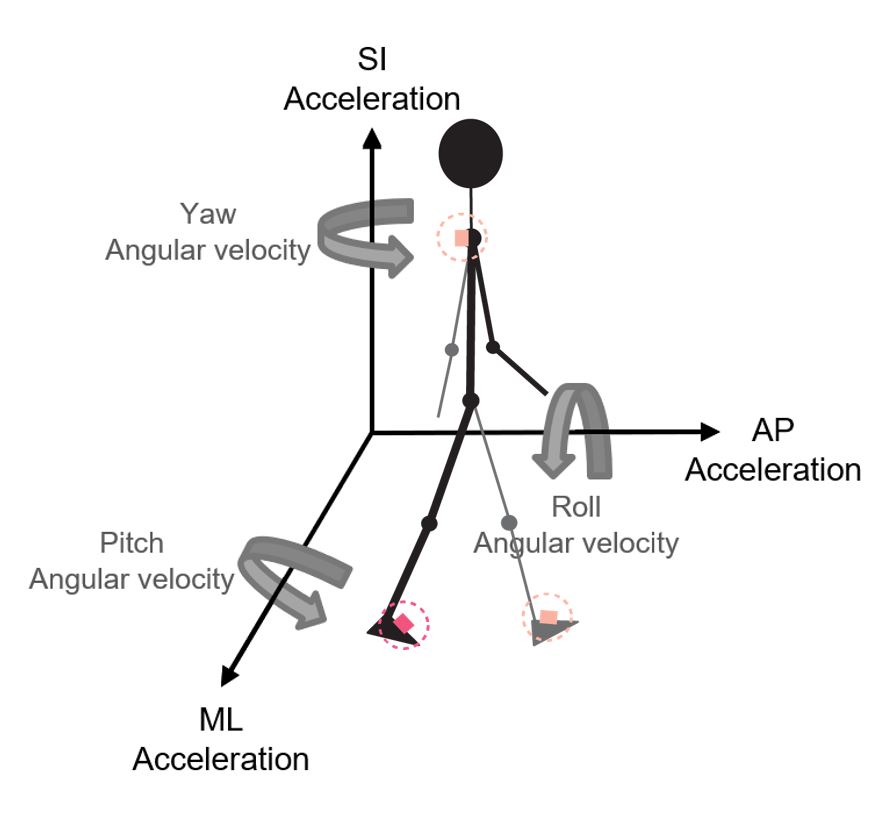 SI
Acceleration
Yaw
Angular velocity
AP
Acceleration
Roll
Angular velocity
Pitch
Angular velocity
ML
Acceleration